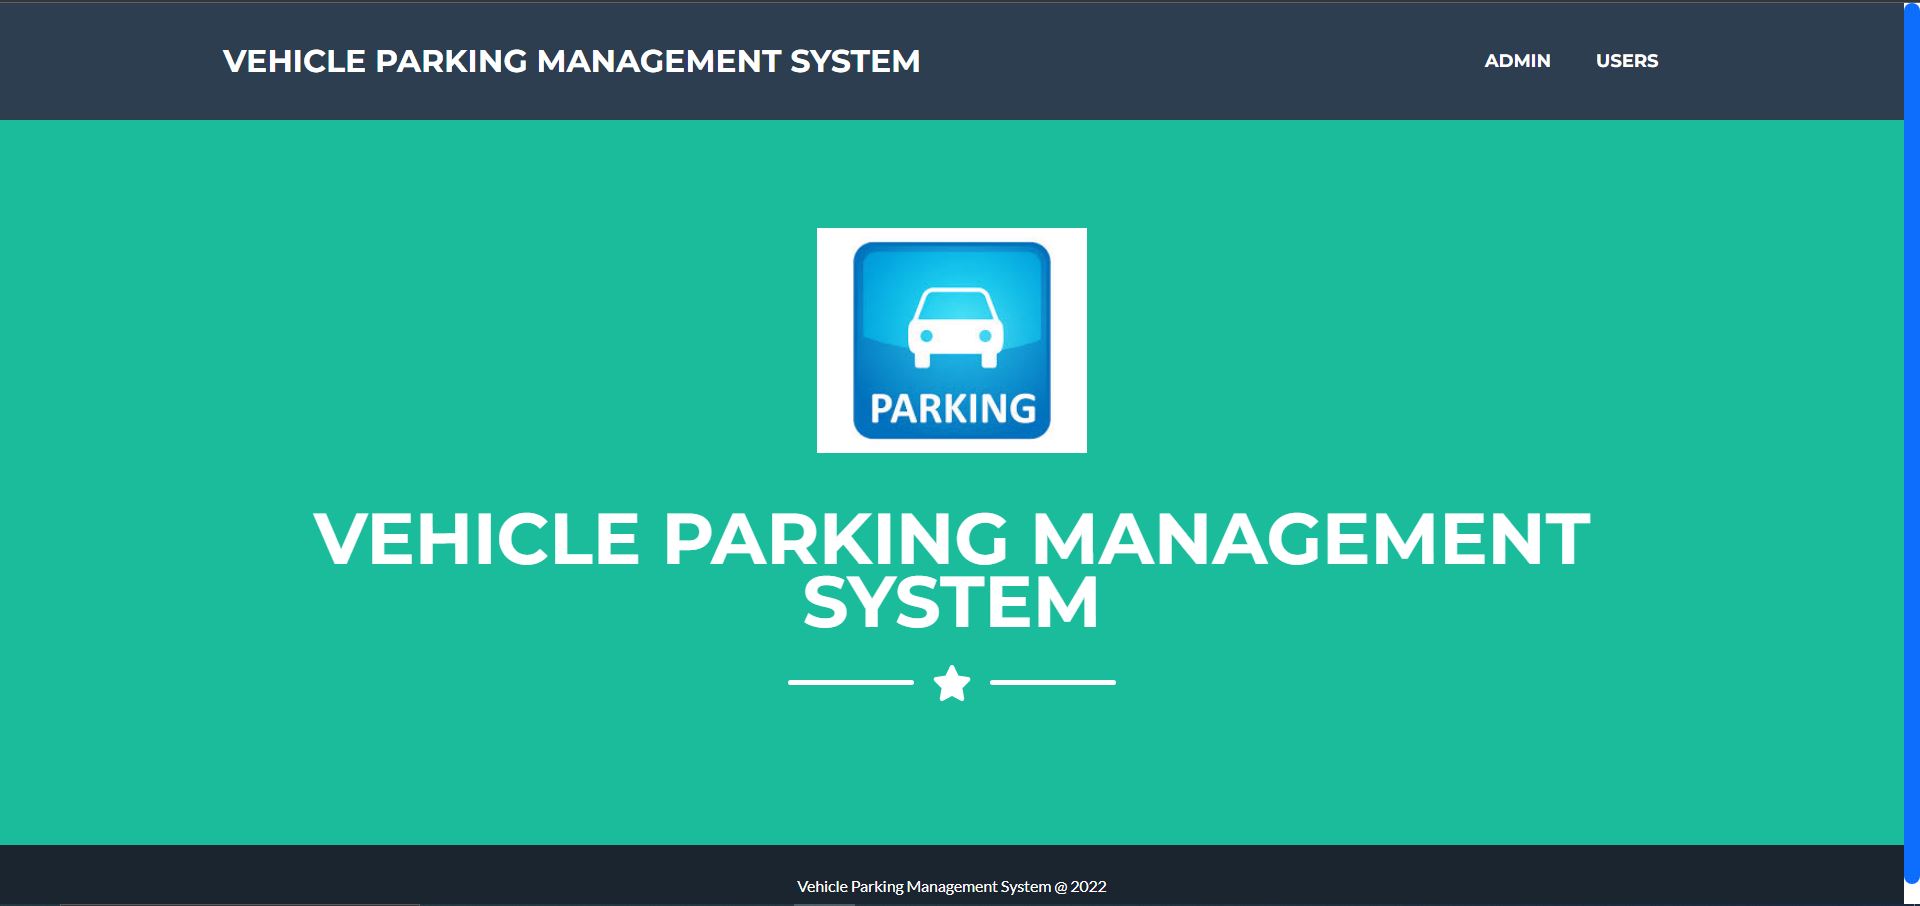 VEHICLE PARKING MANAGEMENT SYSTEM
ADMIN
USERS
PARKING
VEHICLE PARKING MANAGEMENT
SYSTEM
Vehicle Parking Management System @ 2022